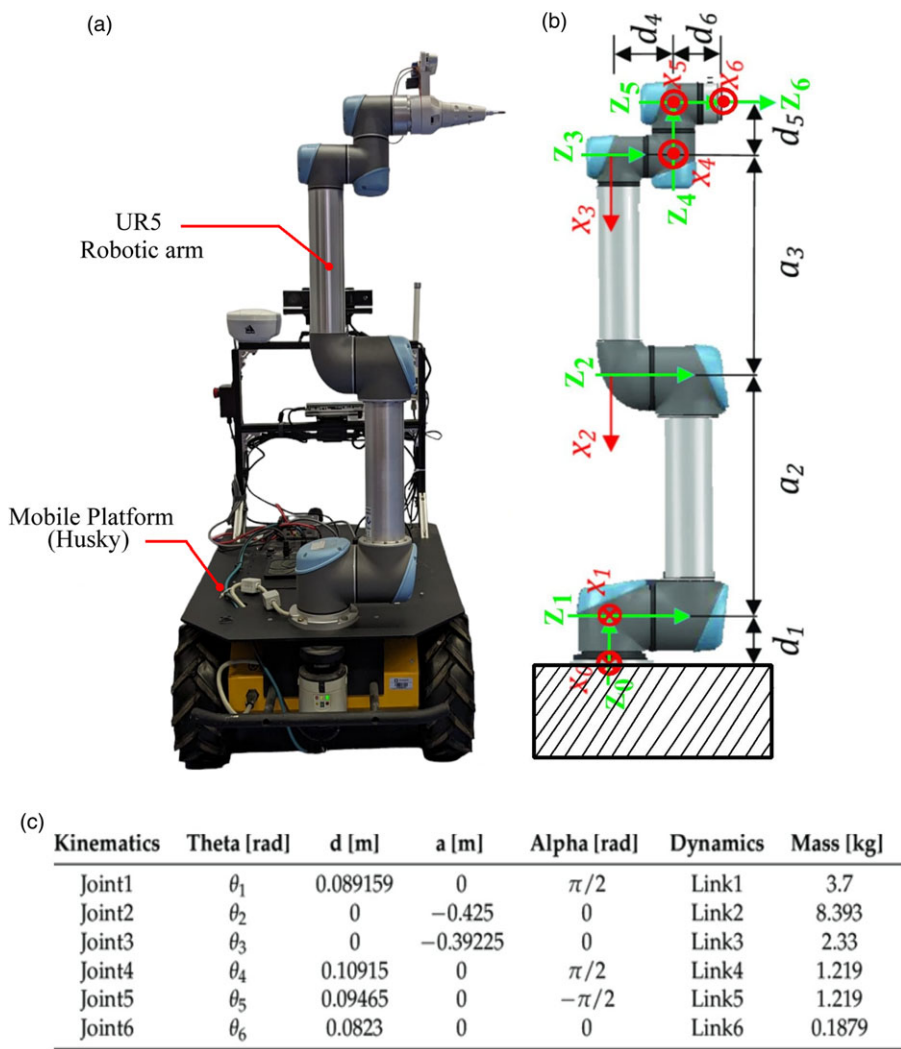 (a)
UR5
Robotic arm
Mobile Platform
(Husky)
(b)
d₄ d₆
x₅ x₆
Z₅ Z₆
d₅
Z₃
x₄
Z₄
x₃
a₃
Z₂
x₂
a₂
x₁
Z₁
d₁
x₀
Z₀
(c)
Kinematics Theta [rad] d [m] a [m] Alpha [rad] Dynamics Mass [kg]
Joint1 θ₁ 0.089159 0 π/2 Link1 3.7
Joint2 θ₂ 0 −0.425 0 Link2 8.393
Joint3 θ₃ 0 −0.39225 0 Link3 2.33
Joint4 θ₄ 0.10915 0 π/2 Link4 1.219
Joint5 θ₅ 0.09465 0 −π/2 Link5 1.219
Joint6 θ₆ 0.0823 0 0 Link6 0.1879